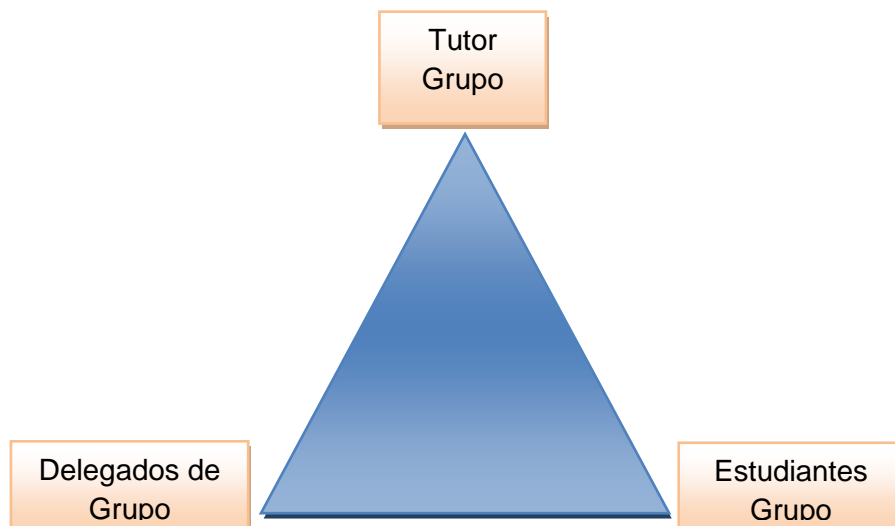 Tutor
Grupo
Delegados de
Grupo
Estudiantes
Grupo